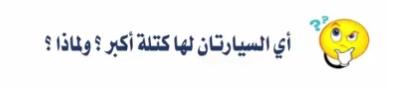 أي السيارتان لها كتلة أكبر ؟ ولماذا ؟